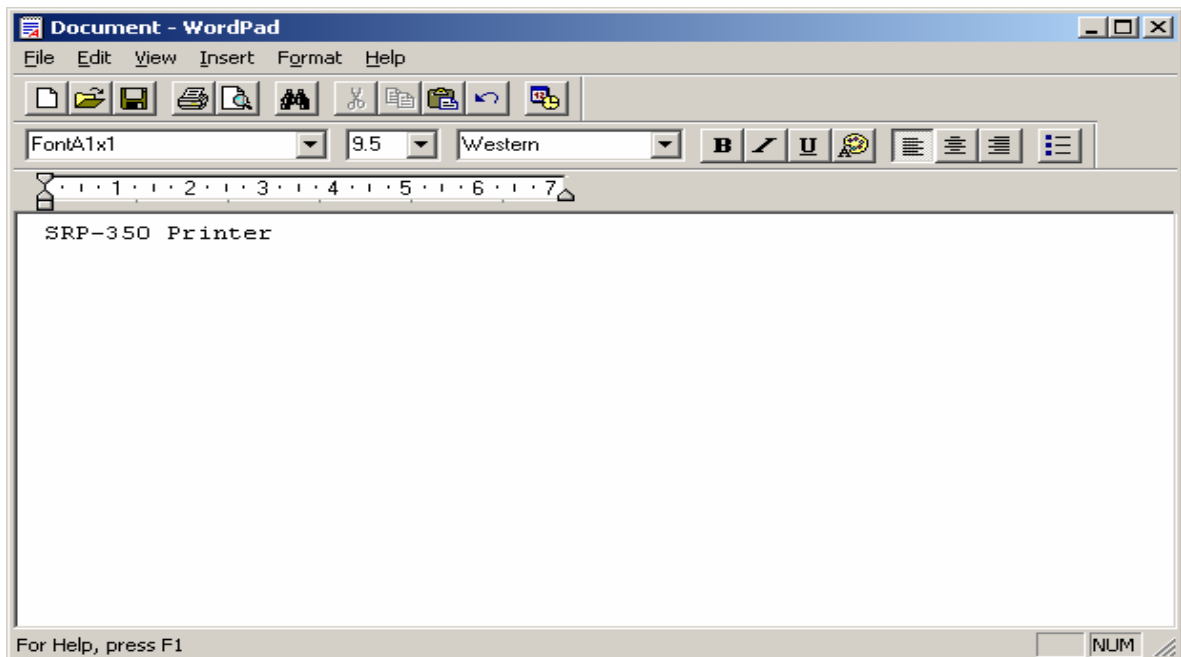 Document - WordPad
File Edit View Insert Format Help
FontA1x1 9.5 Western B I U
1 2 3 4 5 6 7
SRP-350 Printer
For Help, press F1 NUM